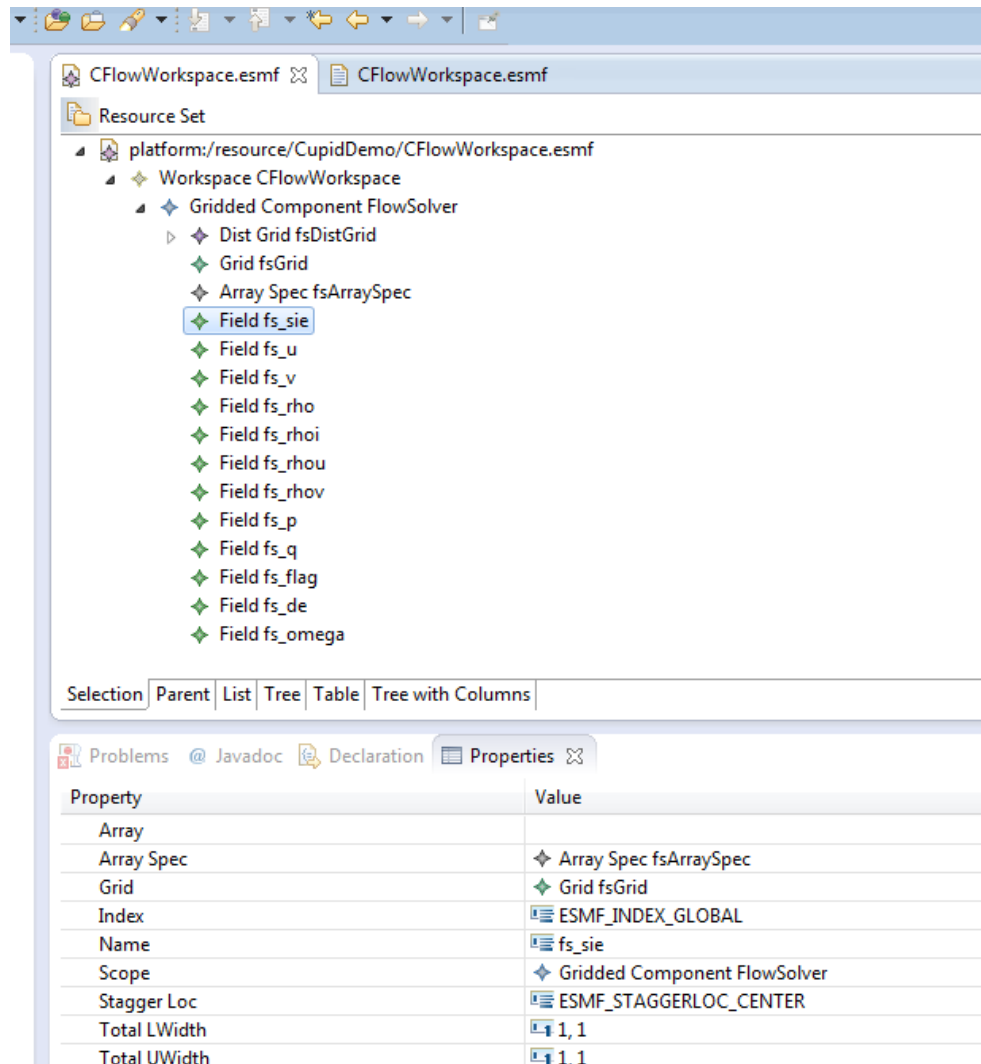 CFlowWorkspace.esmf CFlowWorkspace.esmf
Resource Set
platform:/resource/CupidDemo/CFlowWorkspace.esmf
Workspace CFlowWorkspace
Gridded Component FlowSolver
Dist Grid fsDistGrid
Grid fsGrid
Array Spec fsArraySpec
Field fs_sie
Field fs_u
Field fs_v
Field fs_rho
Field fs_rhoi
Field fs_rhou
Field fs_rhov
Field fs_p
Field fs_q
Field fs_flag
Field fs_de
Field fs_omega
Selection Parent List Tree Table Tree with Columns
Problems @ Javadoc Declaration Properties
Property Value
Array
Array Spec Array Spec fsArraySpec
Grid Grid fsGrid
Index ESMF_INDEX_GLOBAL
Name fs_sie
Scope Gridded Component FlowSolver
Stagger Loc ESMF_STAGGERLOC_CENTER
Total LWidth 1, 1
Total UWidth 1, 1